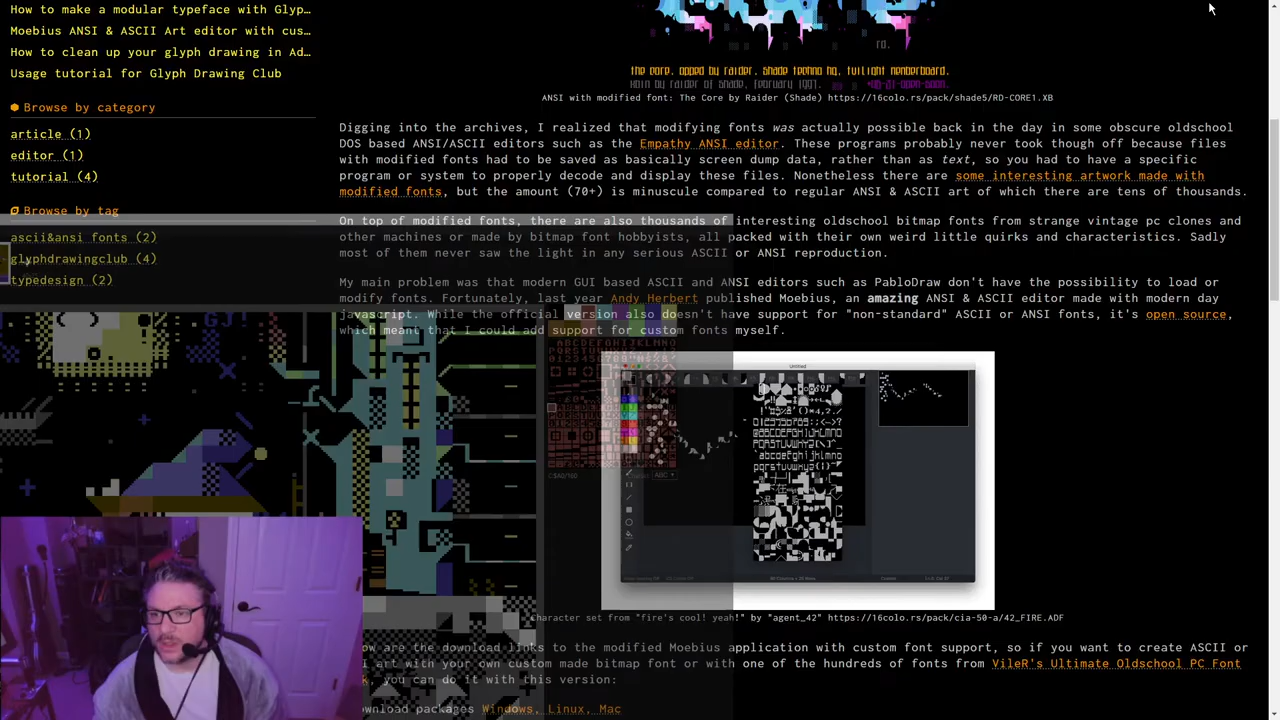 How to make a modular typeface with Glyp…
Moebius ANSI & ASCII Art editor with cus…
How to clean up your glyph drawing in Ad…
Usage tutorial for Glyph Drawing Club
Browse by category
article (1)
editor (1)
tutorial (4)
Browse by tag
ascii&ansi fonts (2)
glyphdrawingclub (4)
typedesign (2)
rd.
the core. opped by raider. shade techno hq, twilight memberboard.
ANSI with modified font: The Core by Raider (Shade) https://16colo.rs/pack/shade5/RD-CORE1.XB
Digging into the archives, I realized that modifying fonts was actually possible back in the day in some obscure oldschool
DOS based ANSI/ASCII editors such as the Empathy ANSI editor. These programs probably never took though off because files
with modified fonts had to be saved as basically screen dump data, rather than as text, so you had to have a specific
program or system to properly decode and display these files. Nonetheless there are some interesting artwork made with
modified fonts, but the amount (70+) is minuscule compared to regular ANSI & ASCII art of which there are tens of thousands.
On top of modified fonts, there are also thousands of interesting oldschool bitmap fonts from strange vintage pc clones and
other machines or made by bitmap font hobbyists, all packed with their own weird little quirks and characteristics. Sadly
most of them never saw the light in any serious ASCII or ANSI reproduction.
My main problem was that modern GUI based ASCII and ANSI editors such as PabloDraw don't have the possibility to load or
modify fonts. Fortunately, last year Andy Herbert published Moebius, an amazing ANSI & ASCII editor made with modern day
javascript. While the official version also doesn't have support for "non-standard" ASCII or ANSI fonts, it's open source,
which meant that I could add support for custom fonts myself.
Untitled
Character set from "fire's cool! yeah!" by "agent_42" https://16colo.rs/pack/cia-50-a/42_FIRE.ADF
ow are the download links to the modified Moebius application with custom font support, so if you want to create ASCII or
I art with your own custom made bitmap font or with one of the hundreds of fonts from VileR's Ultimate Oldschool PC Font
k, you can do it with this version:
ownload packages Windows, Linux, Mac